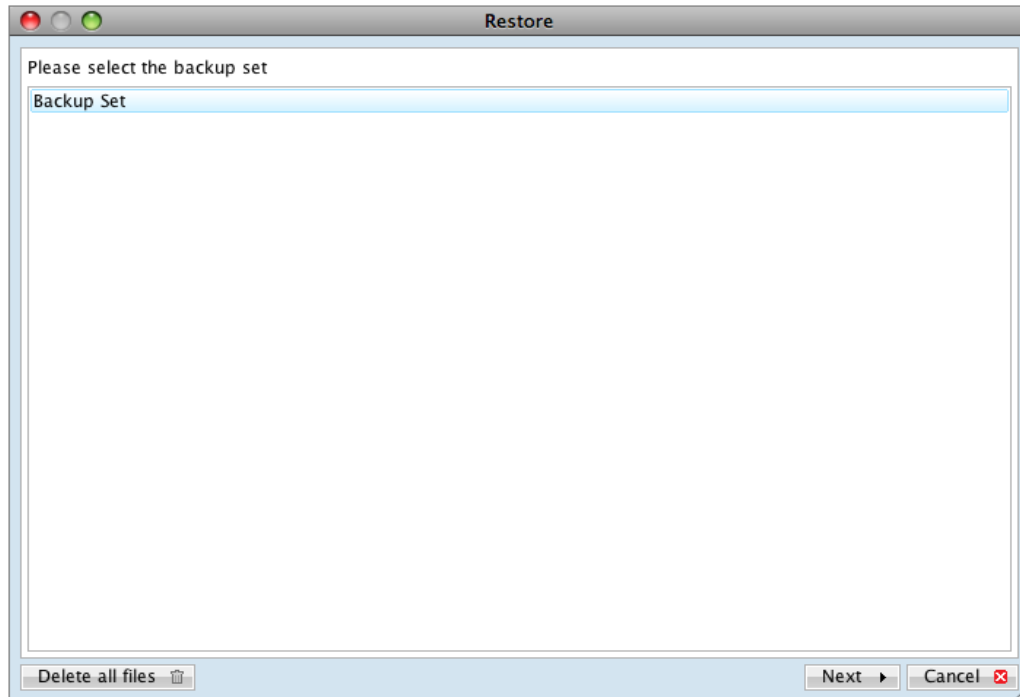 Restore
Please select the backup set
Backup Set
Delete all files
Next
Cancel